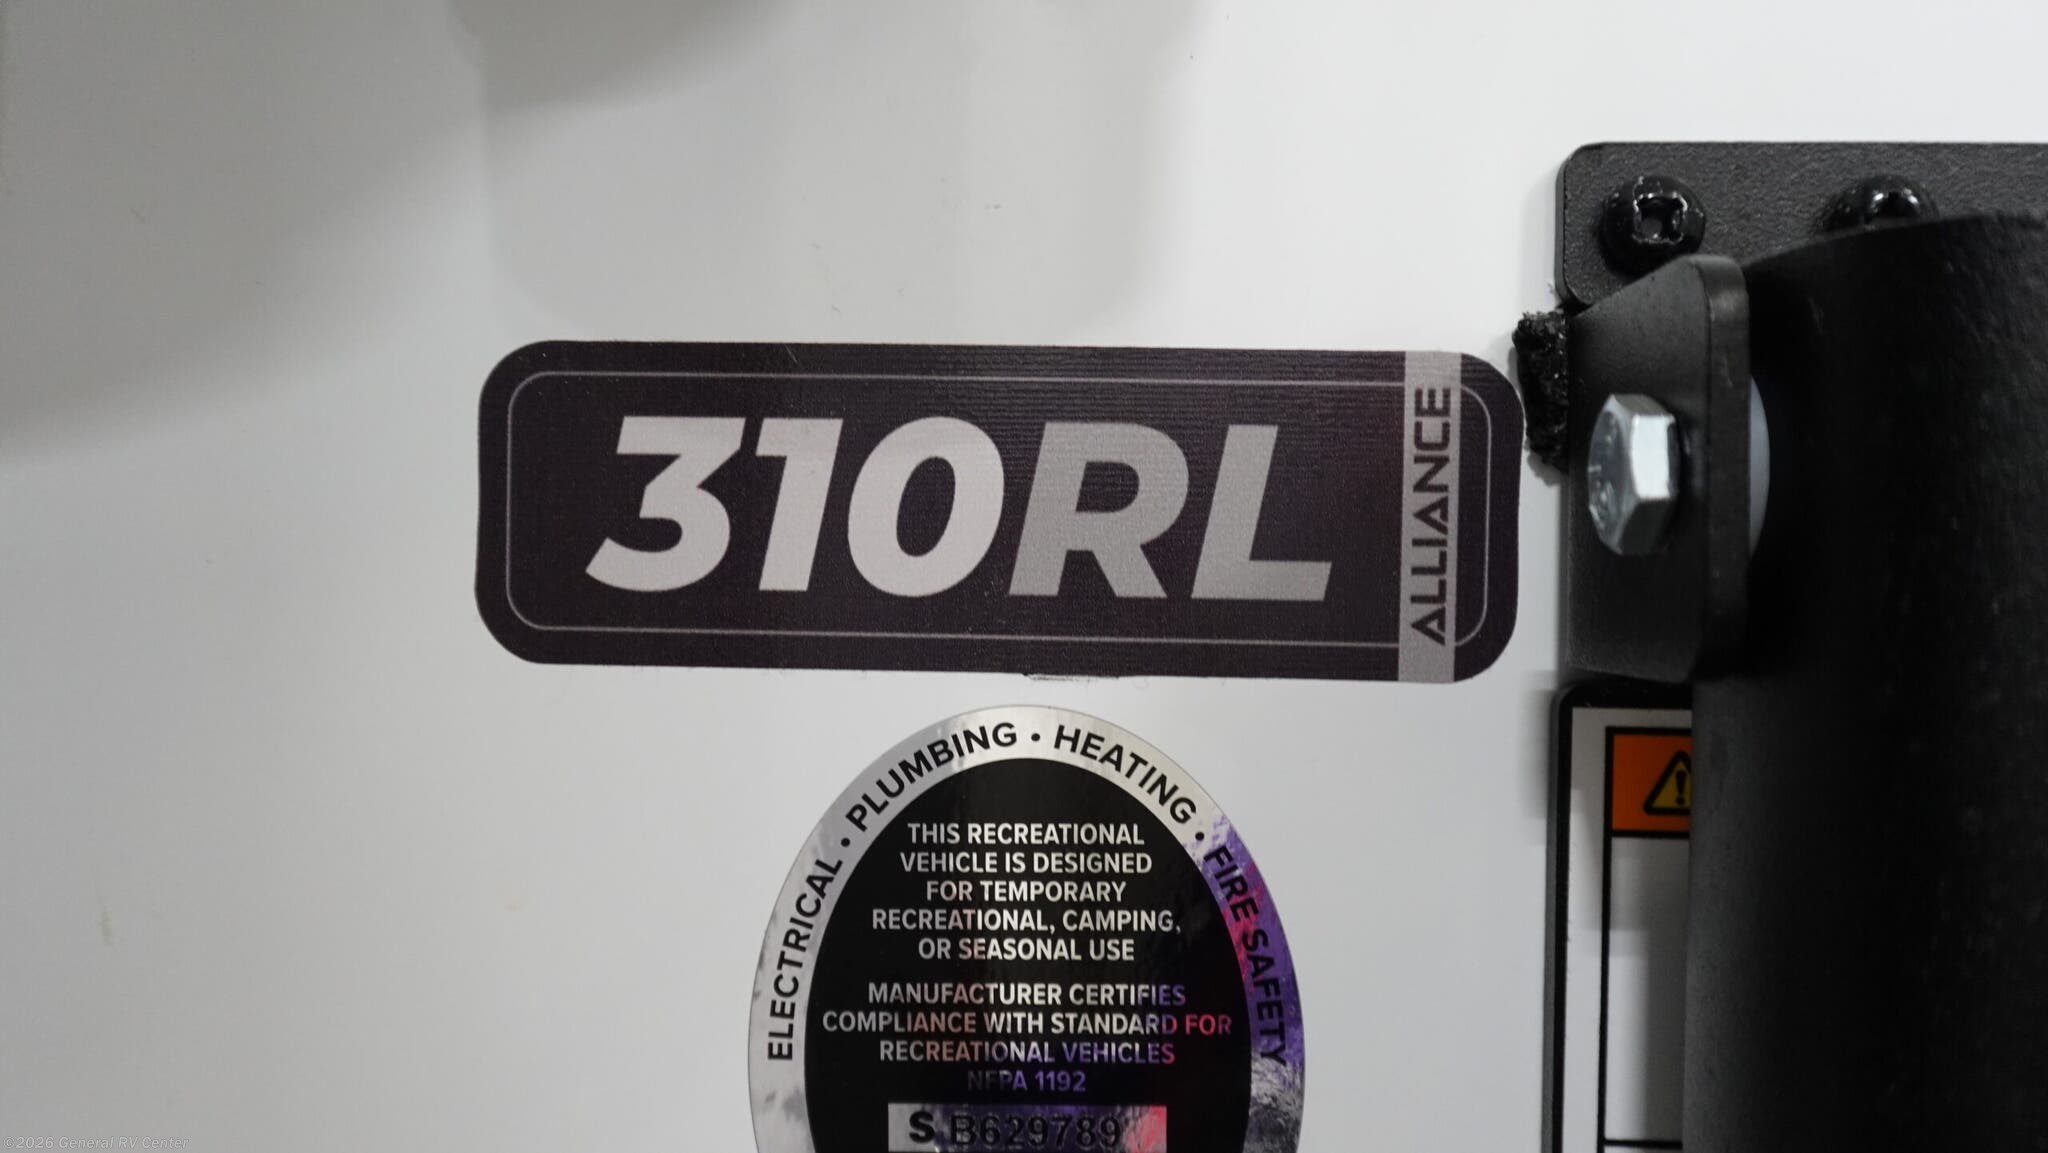 310RL
ALLIANCE
ELECTRICAL • PLUMBING • HEATING • FIRE SAFETY
THIS RECREATIONAL
VEHICLE IS DESIGNED
FOR TEMPORARY
RECREATIONAL, CAMPING,
OR SEASONAL USE
MANUFACTURER CERTIFIES
COMPLIANCE WITH STANDARD FOR
RECREATIONAL VEHICLES
NFPA 1192
S B629789
©2026 General RV Center